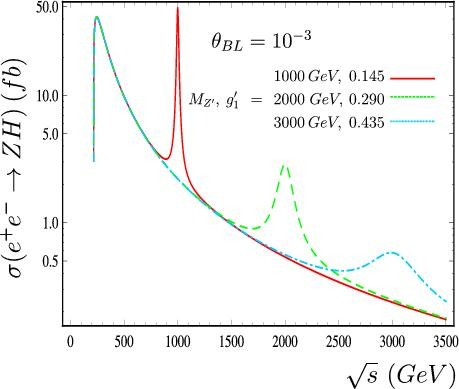 50.0
θ_BL = 10⁻³
1000 GeV, 0.145
M_Z′, g′₁ = 2000 GeV, 0.290
3000 GeV, 0.435
10.0
5.0
1.0
0.5
σ(e⁺e⁻ → ZH) (fb)
0 500 1000 1500 2000 2500 3000 3500
√s (GeV)